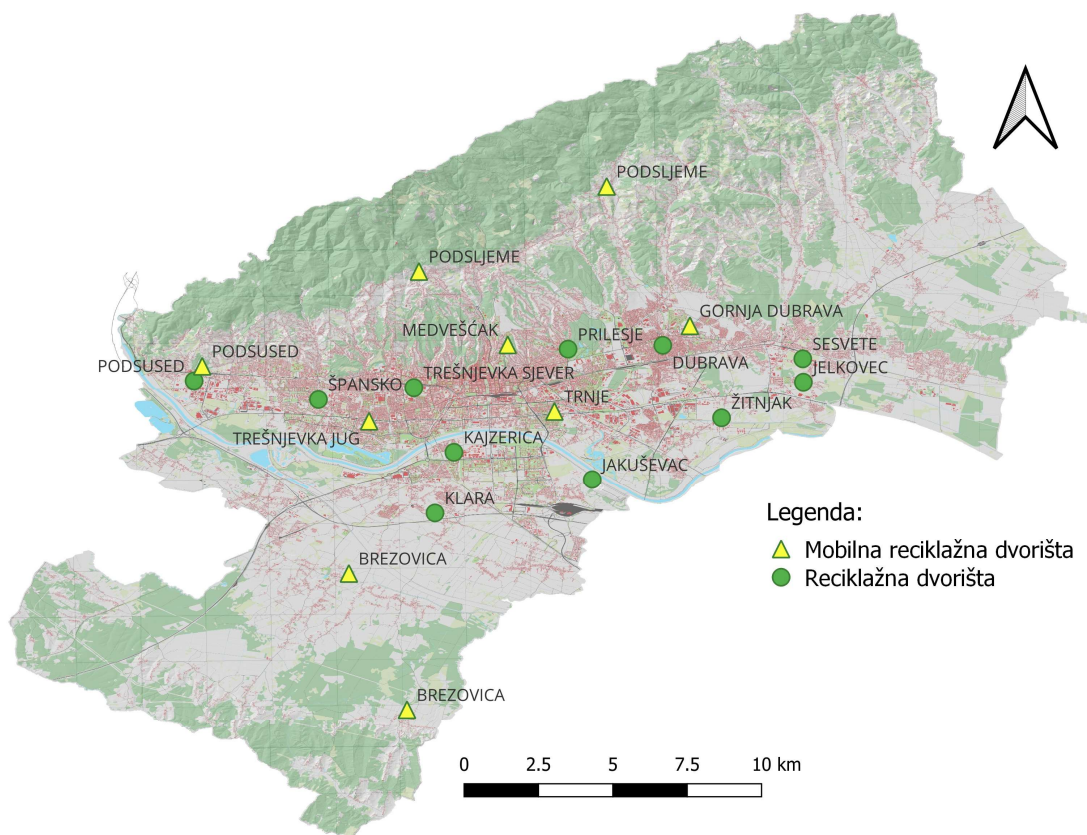 PODSLJEME
PODSLJEME
GORNJA DUBRAVA
MEDVEŠĆAK
PRILESJE
SESVETE
PODSUSED
PODSUSED
DUBRAVA
JELKOVEC
TREŠNJEVKA SJEVER
ŠPANSKO
TRNJE
ŽITNJAK
TREŠNJEVKA JUG
KAJZERICA
JAKUŠEVAC
KLARA
Legenda:
Mobilna reciklažna dvorišta
Reciklažna dvorišta
BREZOVICA
BREZOVICA
0 2.5 5 7.5 10 km